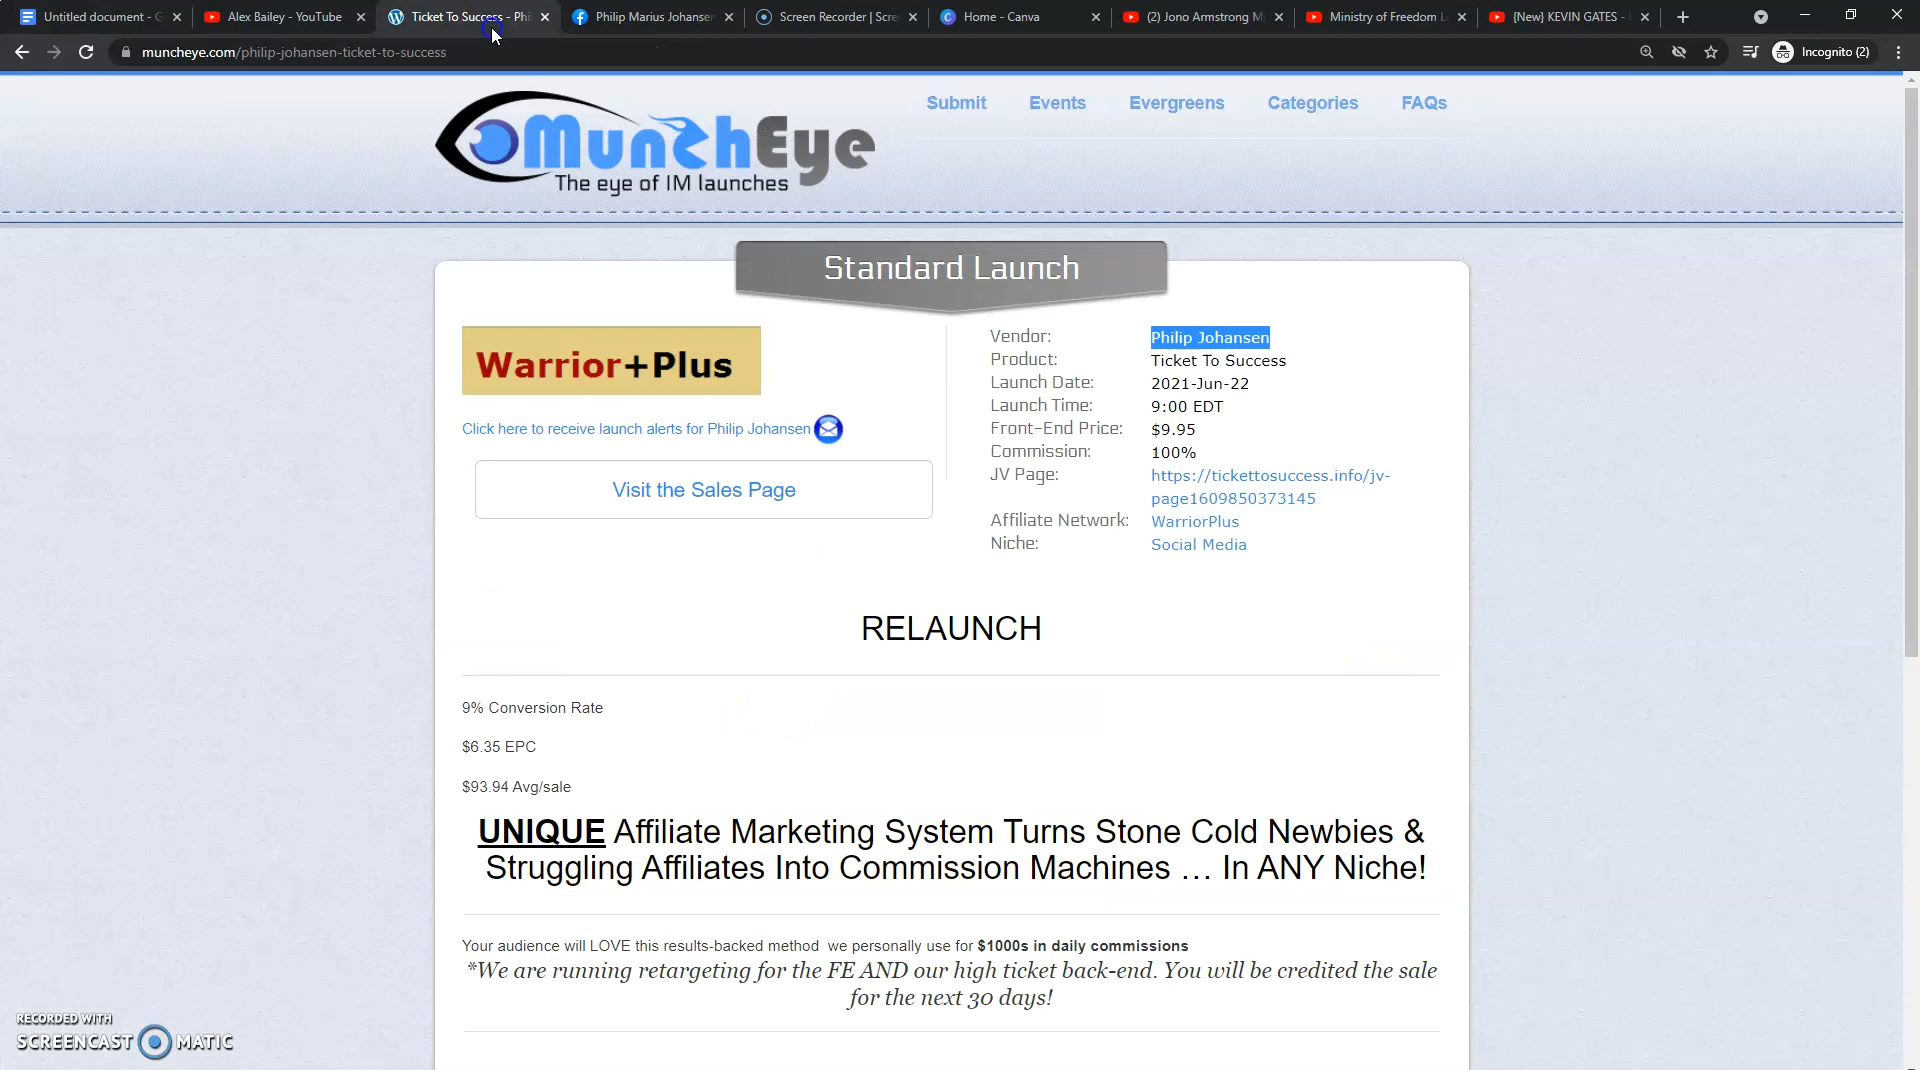 Untitled document - G
Alex Bailey - YouTube
Ticket To Success - Phi
Philip Marius Johansen
Screen Recorder | Scre
Home - Canva
(2) Jono Armstrong Mi
Ministry of Freedom L
{New} KEVIN GATES -
muncheye.com/philip-johansen-ticket-to-success
Incognito (2)
MunchEye
The eye of IM launches
Submit
Events
Evergreens
Categories
FAQs
Standard Launch
Warrior+Plus
Click here to receive launch alerts for Philip Johansen
Visit the Sales Page
Vendor: Philip Johansen
Product: Ticket To Success
Launch Date: 2021-Jun-22
Launch Time: 9:00 EDT
Front-End Price: $9.95
Commission: 100%
JV Page: https://tickettosuccess.info/jv-
page1609850373145
Affiliate Network: WarriorPlus
Niche: Social Media
RELAUNCH
9% Conversion Rate
$6.35 EPC
$93.94 Avg/sale
UNIQUE Affiliate Marketing System Turns Stone Cold Newbies &
Struggling Affiliates Into Commission Machines … In ANY Niche!
Your audience will LOVE this results-backed method we personally use for $1000s in daily commissions
*We are running retargeting for the FE AND our high ticket back-end. You will be credited the sale
for the next 30 days!
RECORDED WITH
SCREENCAST MATIC